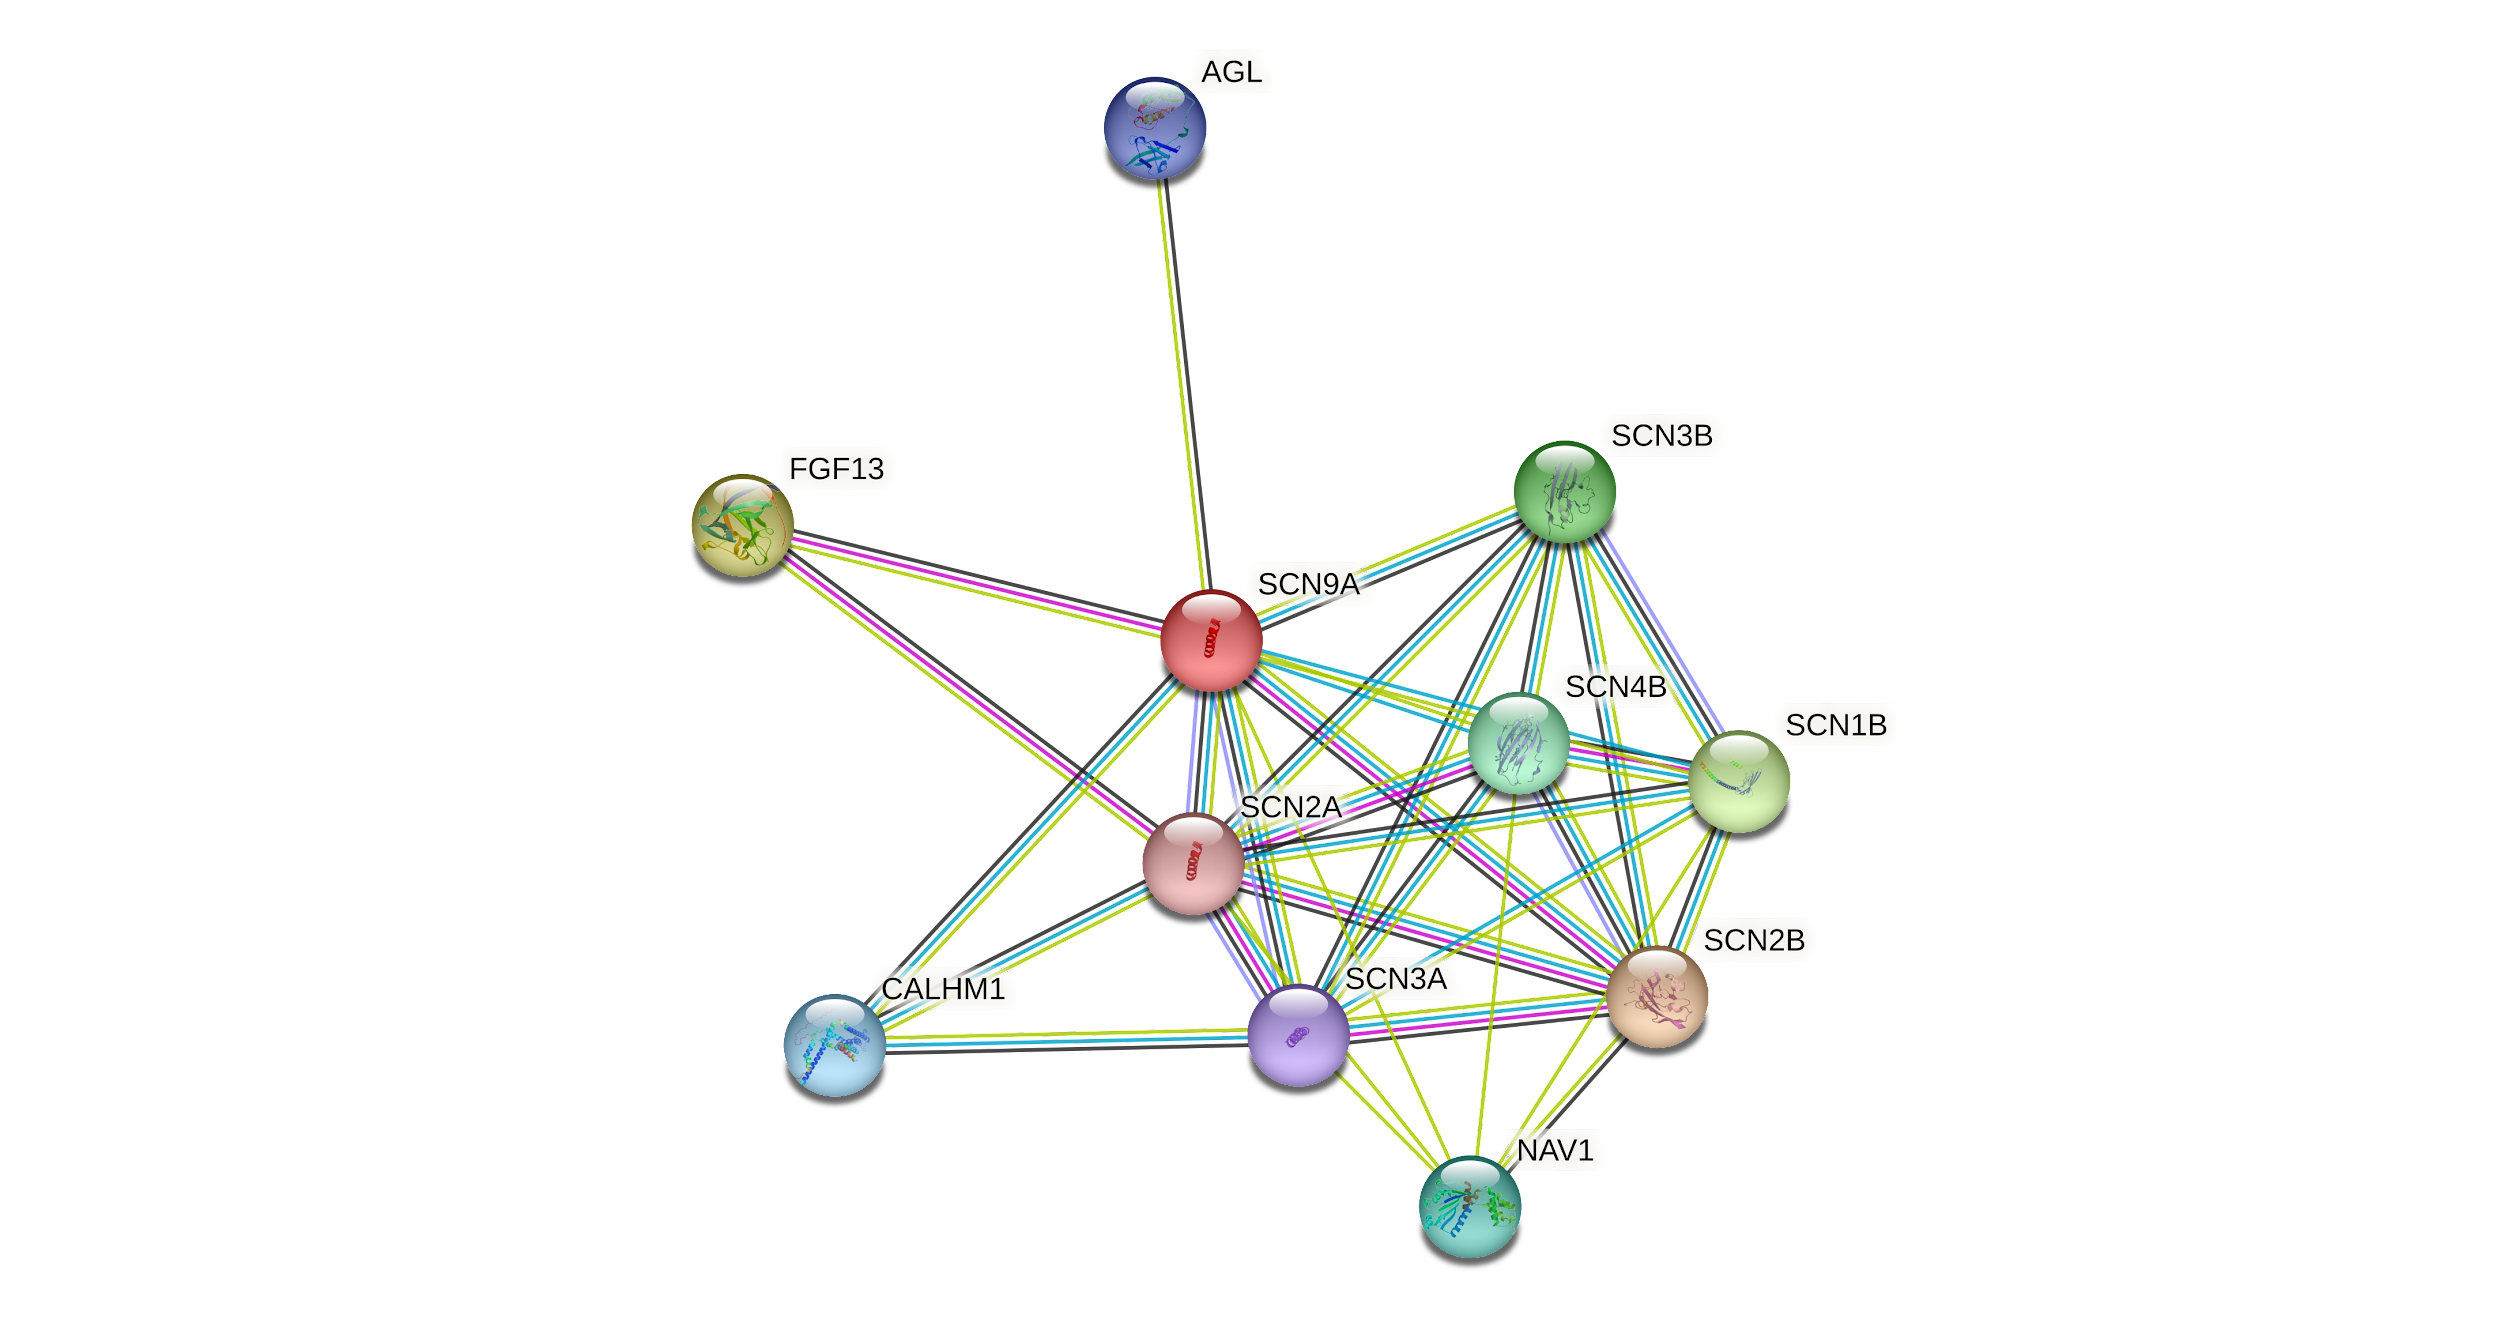 AGL
SCN3B
FGF13
SCN9A
SCN4B
SCN1B
SCN2A
SCN2B
SCN3A
CALHM1
NAV1